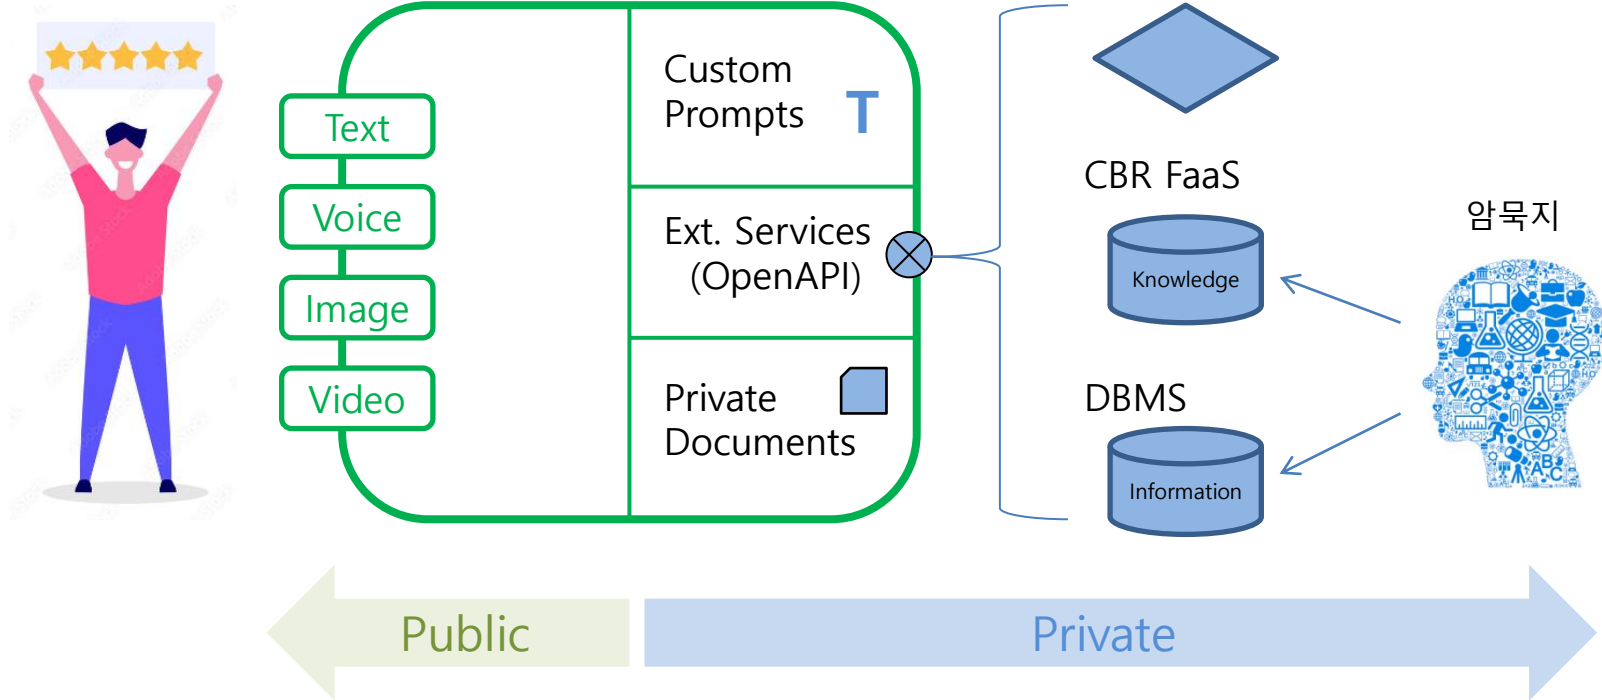 Text
Voice
Image
Video
Custom
Prompts
T
Ext. Services
(OpenAPI)
Private
Documents
CBR FaaS
Knowledge
DBMS
Information
암묵지
Public
Private